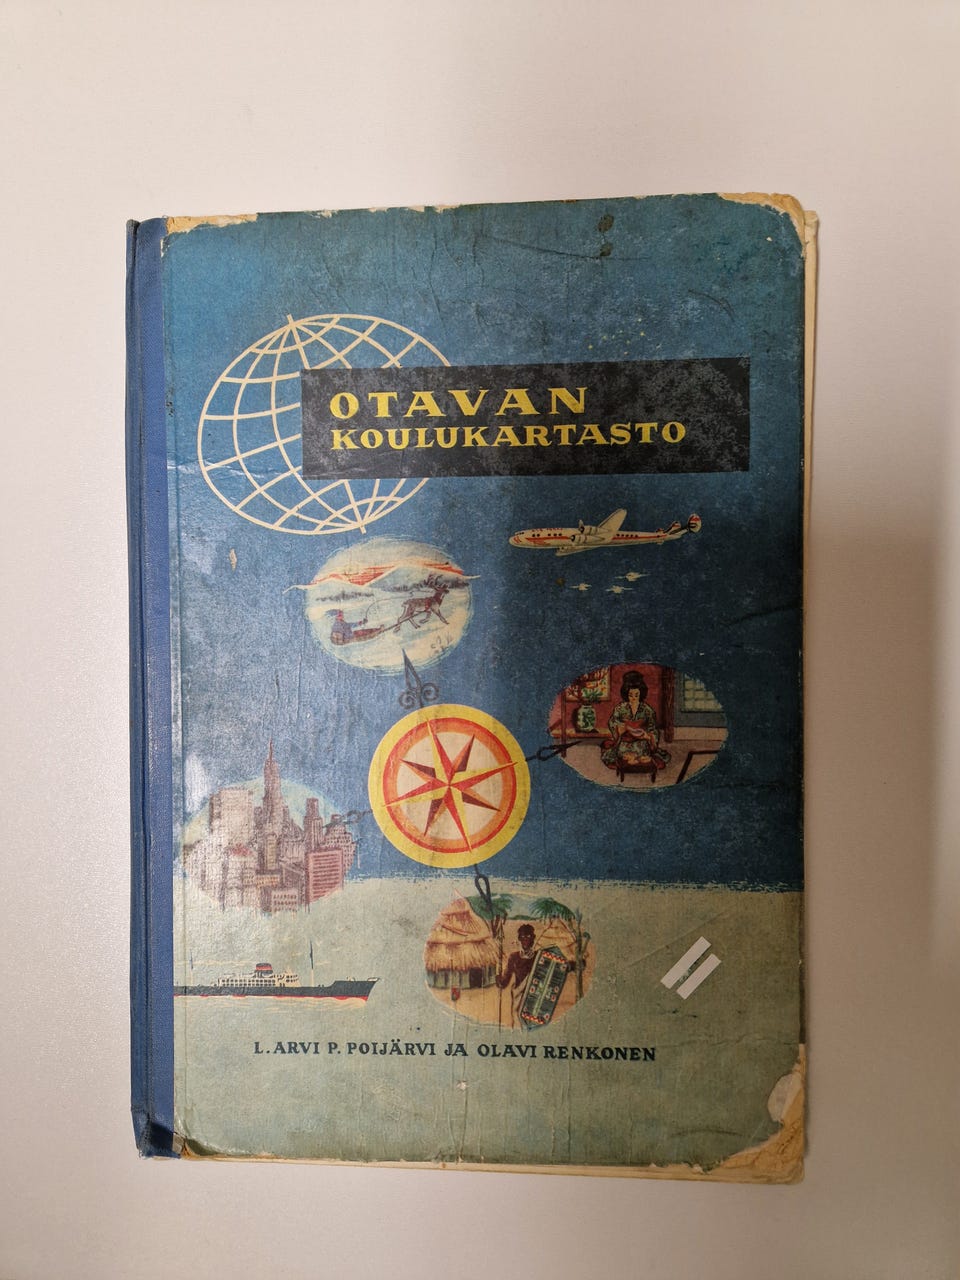 OTAVAN
KOULUKARTASTO
L. ARVI P. POIJÄRVI JA OLAVI RENKONEN